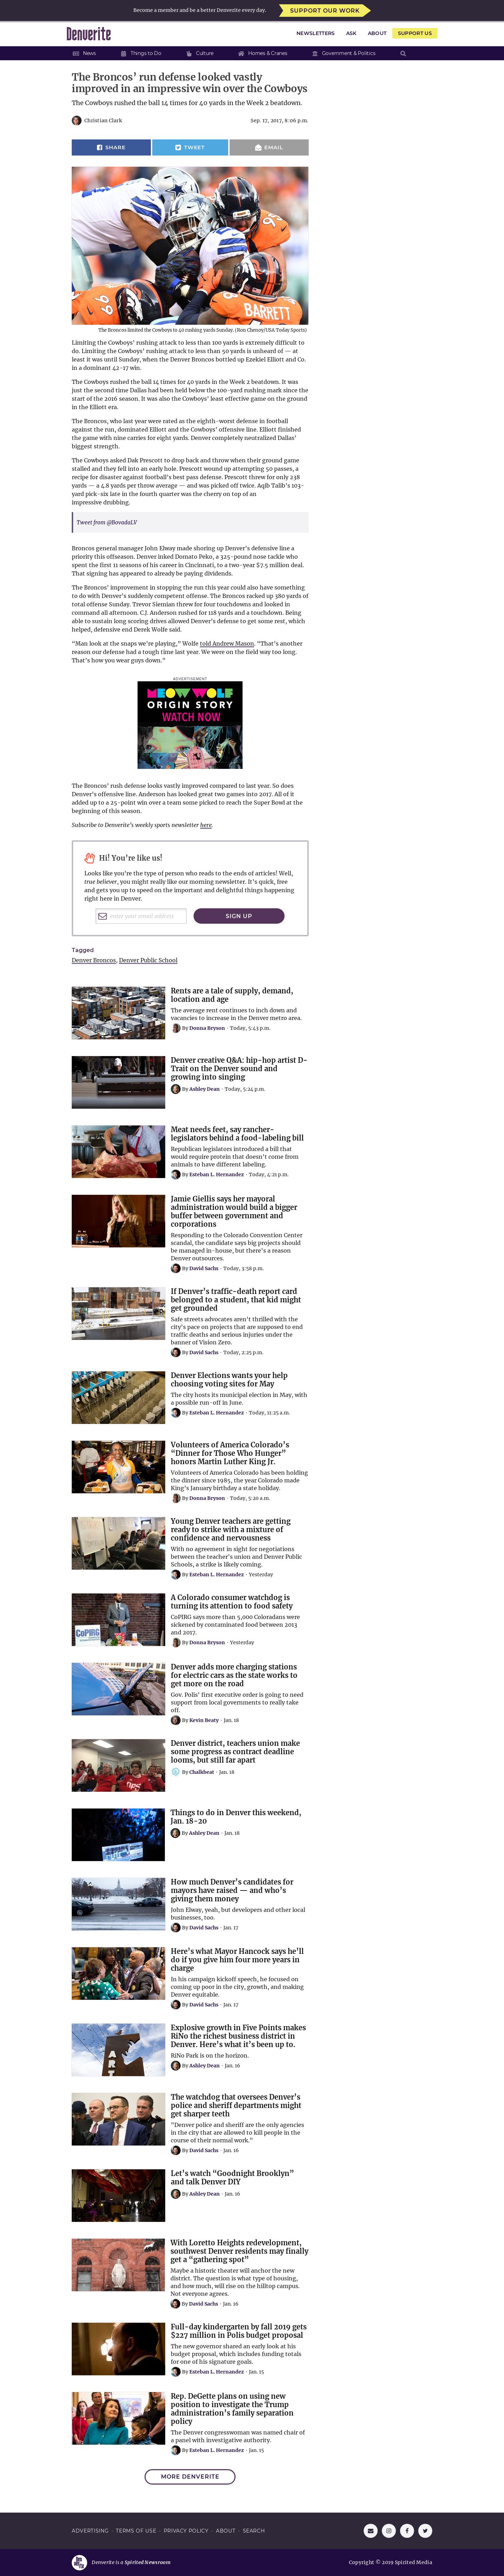 Become a member and be a better Denverite every day.
SUPPORT OUR WORK
Denverite
NEWSLETTERS
ASK
ABOUT
SUPPORT US
News
Things to Do
Culture
Homes & Cranes
Government & Politics
The Broncos’ run defense looked vastly
improved in an impressive win over the Cowboys
The Cowboys rushed the ball 14 times for 40 yards in the Week 2 beatdown.
Christian Clark
Sep. 17, 2017, 8:06 p.m.
SHARE
TWEET
EMAIL
BARRETT
The Broncos limited the Cowboys to 40 rushing yards Sunday. (Ron Chenoy/USA Today Sports)
Limiting the Cowboys’ rushing attack to less than 100 yards is extremely difficult to
do. Limiting the Cowboys’ rushing attack to less than 50 yards is unheard of — at
least it was until Sunday, when the Denver Broncos bottled up Ezekiel Elliott and Co.
in a dominant 42-17 win.
The Cowboys rushed the ball 14 times for 40 yards in the Week 2 beatdown. It was
just the second time Dallas had been held below the 100-yard rushing mark since the
start of the 2016 season. It was also the Cowboys’ least effective game on the ground
in the Elliott era.
The Broncos, who last year were rated as the eighth-worst defense in football
against the run, dominated Elliott and the Cowboys’ offensive line. Elliott finished
the game with nine carries for eight yards. Denver completely neutralized Dallas’
biggest strength.
The Cowboys asked Dak Prescott to drop back and throw when their ground game
stalled and they fell into an early hole. Prescott wound up attempting 50 passes, a
recipe for disaster against football’s best pass defense. Prescott threw for only 238
yards — a 4.8 yards per throw average — and was picked off twice. Aqib Talib’s 103-
yard pick-six late in the fourth quarter was the cherry on top of an
impressive drubbing.
Tweet from @BovadaLV
Broncos general manager John Elway made shoring up Denver’s defensive line a
priority this offseason. Denver inked Domato Peko, a 325-pound nose tackle who
spent the first 11 seasons of his career in Cincinnati, to a two-year $7.5 million deal.
That signing has appeared to already be paying dividends.
The Broncos’ improvement in stopping the run this year could also have something
to do with Denver’s suddenly competent offense. The Broncos racked up 380 yards of
total offense Sunday. Trevor Siemian threw for four touchdowns and looked in
command all afternoon. C.J. Anderson rushed for 118 yards and a touchdown. Being
able to sustain long scoring drives allowed Denver’s defense to get some rest, which
helped, defensive end Derek Wolfe said.
“Man look at the snaps we’re playing,” Wolfe told Andrew Mason. “That’s another
reason our defense had a tough time last year. We were on the field way too long.
That’s how you wear guys down.”
ADVERTISEMENT
MEOW WOLF
ORIGIN STORY
WATCH NOW
The Broncos’ rush defense looks vastly improved compared to last year. So does
Denver’s offensive line. Anderson has looked great two games into 2017. All of it
added up to a 25-point win over a team some picked to reach the Super Bowl at the
beginning of this season.
Subscribe to Denverite’s weekly sports newsletter here.
Hi! You’re like us!
Looks like you’re the type of person who reads to the ends of articles! Well,
true believer, you might really like our morning newsletter. It’s quick, free
and gets you up to speed on the important and delightful things happening
right here in Denver.
enter your email address
SIGN UP
Tagged
Denver Broncos, Denver Public School
Rents are a tale of supply, demand,
location and age
The average rent continues to inch down and
vacancies to increase in the Denver metro area.
By Donna Bryson · Today, 5:43 p.m.
Denver creative Q&A: hip-hop artist D-
Trait on the Denver sound and
growing into singing
By Ashley Dean · Today, 5:24 p.m.
Meat needs feet, say rancher-
legislators behind a food-labeling bill
Republican legislators introduced a bill that
would require protein that doesn’t come from
animals to have different labeling.
By Esteban L. Hernandez · Today, 4:21 p.m.
Jamie Giellis says her mayoral
administration would build a bigger
buffer between government and
corporations
Responding to the Colorado Convention Center
scandal, the candidate says big projects should
be managed in-house, but there’s a reason
Denver outsources.
By David Sachs · Today, 3:58 p.m.
If Denver’s traffic-death report card
belonged to a student, that kid might
get grounded
Safe streets advocates aren’t thrilled with the
city’s pace on projects that are supposed to end
traffic deaths and serious injuries under the
banner of Vision Zero.
By David Sachs · Today, 2:25 p.m.
Denver Elections wants your help
choosing voting sites for May
The city hosts its municipal election in May, with
a possible run-off in June.
By Esteban L. Hernandez · Today, 11:25 a.m.
Volunteers of America Colorado’s
“Dinner for Those Who Hunger”
honors Martin Luther King Jr.
Volunteers of America Colorado has been holding
the dinner since 1985, the year Colorado made
King’s January birthday a state holiday.
By Donna Bryson · Today, 5:20 a.m.
Young Denver teachers are getting
ready to strike with a mixture of
confidence and nervousness
With no agreement in sight for negotiations
between the teacher’s union and Denver Public
Schools, a strike is likely coming.
By Esteban L. Hernandez · Yesterday
CoPIRG
A Colorado consumer watchdog is
turning its attention to food safety
CoPIRG says more than 5,000 Coloradans were
sickened by contaminated food between 2013
and 2017.
By Donna Bryson · Yesterday
Denver adds more charging stations
for electric cars as the state works to
get more on the road
Gov. Polis’ first executive order is going to need
support from local governments to really take
off.
By Kevin Beaty · Jan. 18
Denver district, teachers union make
some progress as contract deadline
looms, but still far apart
By Chalkbeat · Jan. 18
Things to do in Denver this weekend,
Jan. 18-20
By Ashley Dean · Jan. 18
How much Denver’s candidates for
mayors have raised — and who’s
giving them money
John Elway, yeah, but developers and other local
businesses, too.
By David Sachs · Jan. 17
Here’s what Mayor Hancock says he’ll
do if you give him four more years in
charge
In his campaign kickoff speech, he focused on
coming up poor in the city, growth, and making
Denver equitable.
By David Sachs · Jan. 17
Explosive growth in Five Points makes
RiNo the richest business district in
Denver. Here’s what it’s been up to.
RiNo Park is on the horizon.
By Ashley Dean · Jan. 16
The watchdog that oversees Denver’s
police and sheriff departments might
get sharper teeth
“Denver police and sheriff are the only agencies
in the city that are allowed to kill people in the
course of their normal work.”
By David Sachs · Jan. 16
Let’s watch “Goodnight Brooklyn”
and talk Denver DIY
By Ashley Dean · Jan. 16
With Loretto Heights redevelopment,
southwest Denver residents may finally
get a “gathering spot”
Maybe a historic theater will anchor the new
district. The question is what type of housing,
and how much, will rise on the hilltop campus.
Not everyone agrees.
By David Sachs · Jan. 16
Full-day kindergarten by fall 2019 gets
$227 million in Polis budget proposal
The new governor shared an early look at his
budget proposal, which includes funding totals
for one of his signature goals.
By Esteban L. Hernandez · Jan. 15
Rep. DeGette plans on using new
position to investigate the Trump
administration’s family separation
policy
The Denver congresswoman was named chair of
a panel with investigative authority.
By Esteban L. Hernandez · Jan. 15
MORE DENVERITE
ADVERTISING · TERMS OF USE · PRIVACY POLICY · ABOUT · SEARCH
Denverite is a Spirited Newsroom
Copyright © 2019 Spirited Media